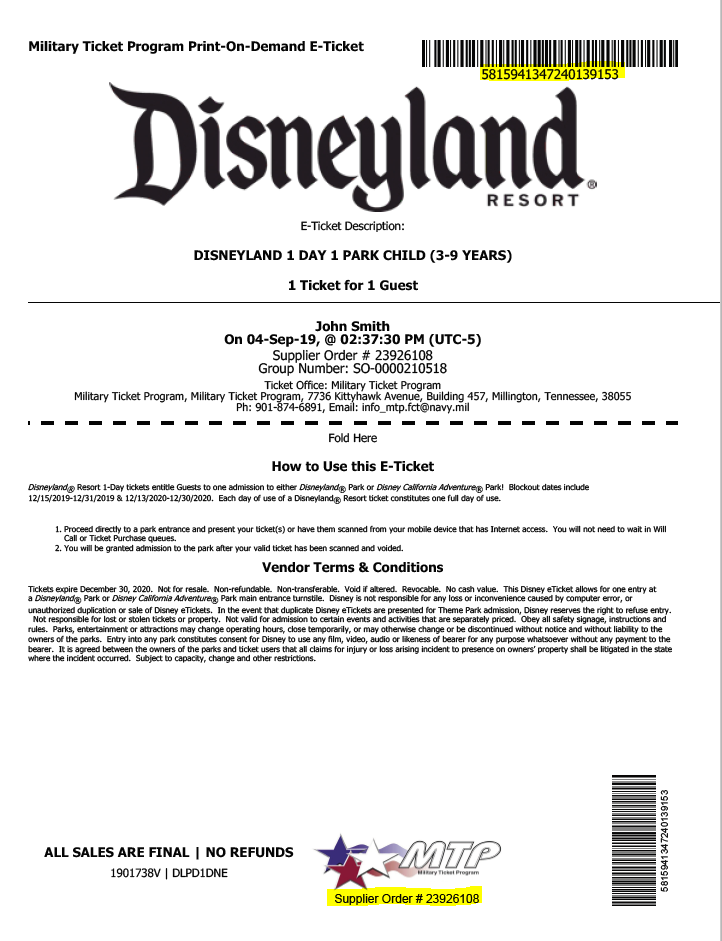 Military Ticket Program Print-On-Demand E-Ticket
5815941347240139153
Disneyland®
RESORT
E-Ticket Description:
DISNEYLAND 1 DAY 1 PARK CHILD (3-9 YEARS)
1 Ticket for 1 Guest
John Smith
On 04-Sep-19, @ 02:37:30 PM (UTC-5)
Supplier Order # 23926108
Group Number: SO-0000210518
Ticket Office: Military Ticket Program
Military Ticket Program, Military Ticket Program, 7736 Kittyhawk Avenue, Building 457, Millington, Tennessee, 38055
Ph: 901-874-6891, Email: info_mtp.fct@navy.mil
Fold Here
How to Use this E-Ticket
Disneyland® Resort 1-Day tickets entitle Guests to one admission to either Disneyland® Park or Disney California Adventure® Park! Blockout dates include
12/15/2019-12/31/2019 & 12/13/2020-12/30/2020. Each day of use of a Disneyland® Resort ticket constitutes one full day of use.
1. Proceed directly to a park entrance and present your ticket(s) or have them scanned from your mobile device that has Internet access. You will not need to wait in Will
Call or Ticket Purchase queues.
2. You will be granted admission to the park after your valid ticket has been scanned and voided.
Vendor Terms & Conditions
Tickets expire December 30, 2020. Not for resale. Non-refundable. Non-transferable. Void if altered. Revocable. No cash value. This Disney eTicket allows for one entry at
a Disneyland® Park or Disney California Adventure® Park main entrance turnstile. Disney is not responsible for any loss or inconvenience caused by computer error, or
unauthorized duplication or sale of Disney eTickets. In the event that duplicate Disney eTickets are presented for Theme Park admission, Disney reserves the right to refuse entry.
Not responsible for lost or stolen tickets or property. Not valid for admission to certain events and activities that are separately priced. Obey all safety signage, instructions and
rules. Parks, entertainment or attractions may change operating hours, close temporarily, or may otherwise change or be discontinued without notice and without liability to the
owners of the parks. Entry into any park constitutes consent for Disney to use any film, video, audio or likeness of bearer for any purpose whatsoever without any payment to the
bearer. It is agreed between the owners of the parks and ticket users that all claims for injury or loss arising incident to presence on owners' property shall be litigated in the state
where the incident occurred. Subject to capacity, change and other restrictions.
5815941347240139153
ALL SALES ARE FINAL | NO REFUNDS
1901738V | DLPD1DNE
MTP
Military Ticket Program
Supplier Order # 23926108